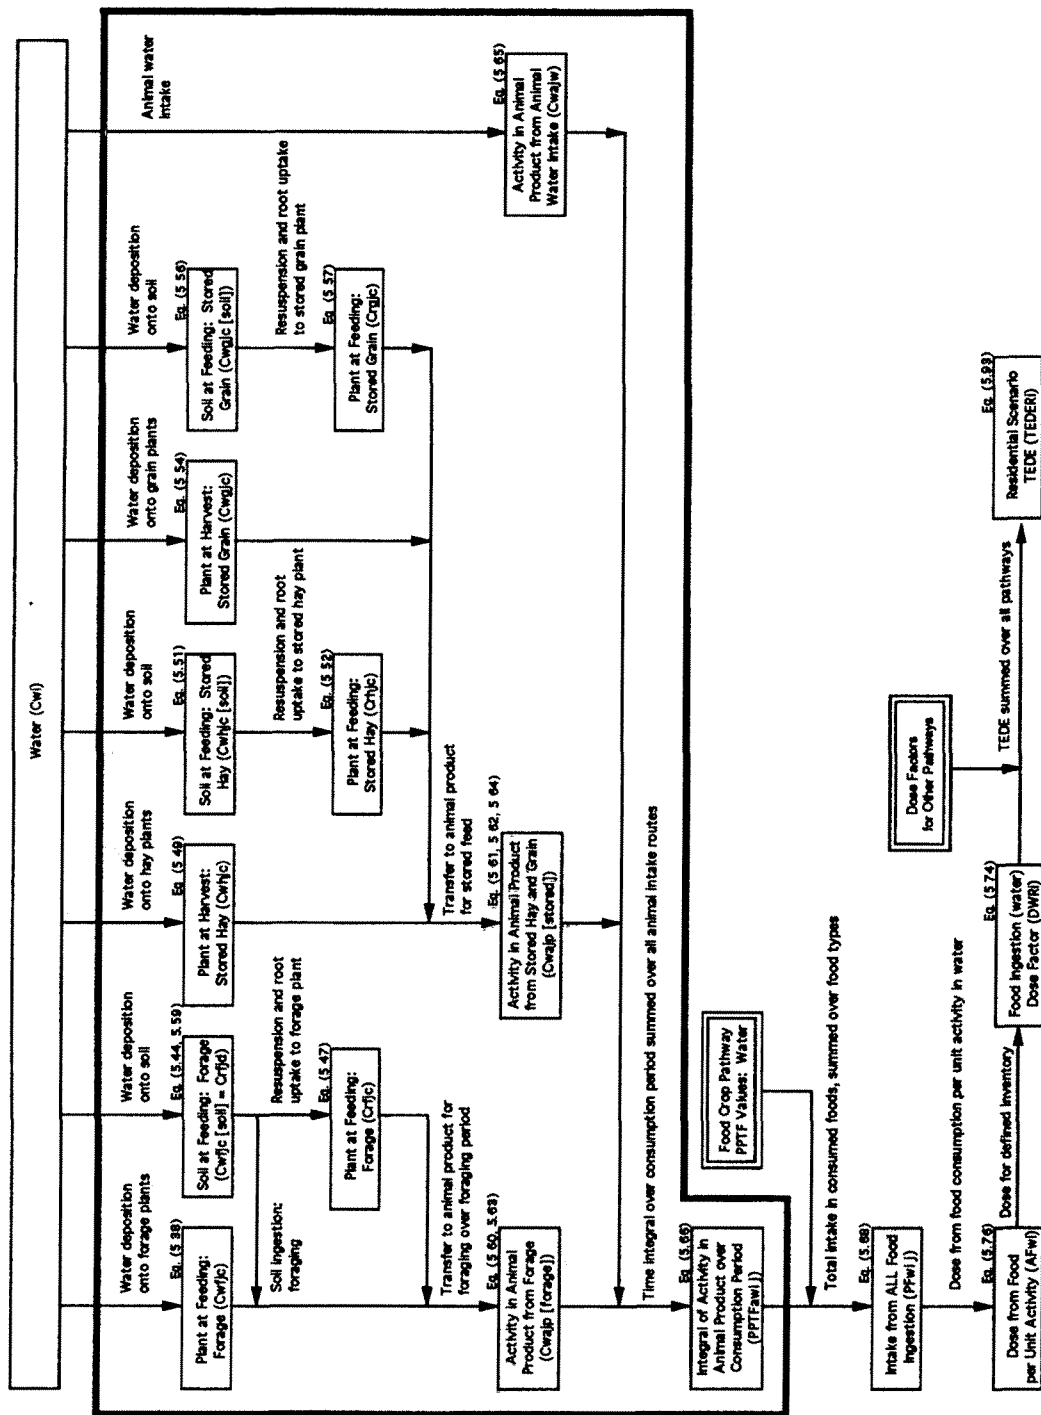 Water (Cwi)
Water deposition
onto forage plants
Water deposition
onto soil
Water deposition
onto hay plants
Water deposition
onto soil
Water deposition
onto grain plants
Water deposition
onto soil
Animal water
intake
Eq. (5 38)
Plant at Feeding:
Forage (Cwfjc)
Eq. (5.44, 5.59)
Soil at Feeding: Forage
(Cwfjc [soil] = Crfjd)
Eq (5 49)
Plant at Harvest:
Stored Hay (Cwhjc)
Eq. (5.51)
Soil at Feeding: Stored
Hay (Cwhjc [soil])
Eq. (5 54)
Plant at Harvest:
Stored Grain (Cwgjc)
Eq. (5 56)
Soil at Feeding: Stored
Grain (Cwgjc [soil])
Soil ingestion:
foraging
Resuspension and root
uptake to forage plant
Resuspension and root
uptake to stored hay plant
Resuspension and root uptake
to stored grain plant
Eq. (5 47)
Plant at Feeding:
Forage (Crfjc)
Eq. (5 52)
Plant at Feeding:
Stored Hay (Crhjc)
Eq. (5 57)
Plant at Feeding:
Stored Grain (Crgjc)
Transfer to animal product for
foraging over foraging period
Transfer to animal product
for stored feed
Eq. (5 60, 5.63)
Activity in Animal
Product from Forage
(Cwajp [forage])
Eq. (5 61, 5 62, 5 64)
Activity in Animal Product
from Stored Hay and Grain
(Cwajp [stored])
Eq. (5 65)
Activity in Animal
Product from Animal
Water Intake (Cwajw)
Time integral over consumption period summed over all animal intake routes
Eq. (5.66)
Integral of Activity in
Animal Product over
Consumption Period
(PPTFawi j)
Food Crop Pathway
PPTF Values: Water
Total intake in consumed foods, summed over food types
Eq. (5.68)
Intake from ALL Food
Ingestion (PFwi j)
Dose from food consumption per unit activity in water
Eq. (5.76)
Dose from Food
per Unit Activity (AFwi)
Dose for defined inventory
Eq. (5 74)
Food Ingestion (water)
Dose Factor (DWRi)
Dose Factors
for Other Pathways
TEDE summed over all pathways
Eq. (5.93)
Residential Scenario
TEDE (TEDERi)